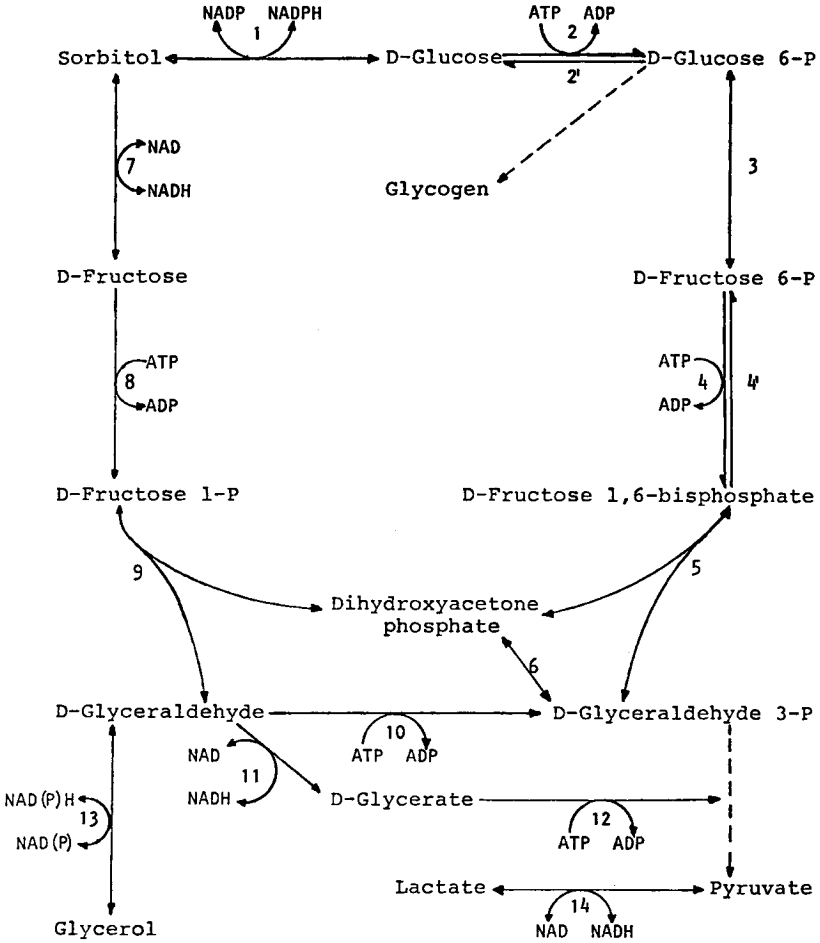 NADP NADPH ATP ADP
1 2
Sorbitol D-Glucose D-Glucose 6-P
2'
NAD
7 3
NADH Glycogen
D-Fructose D-Fructose 6-P
ATP ATP
8 4 4'
ADP ADP
D-Fructose 1-P D-Fructose 1,6-bisphosphate
9 5
Dihydroxyacetone
phosphate
6
D-Glyceraldehyde D-Glyceraldehyde 3-P
10
NAD ATP ADP
11
NADH D-Glycerate
NAD(P)H
13 12
NAD(P) ATP ADP
Lactate Pyruvate
14
Glycerol NAD NADH